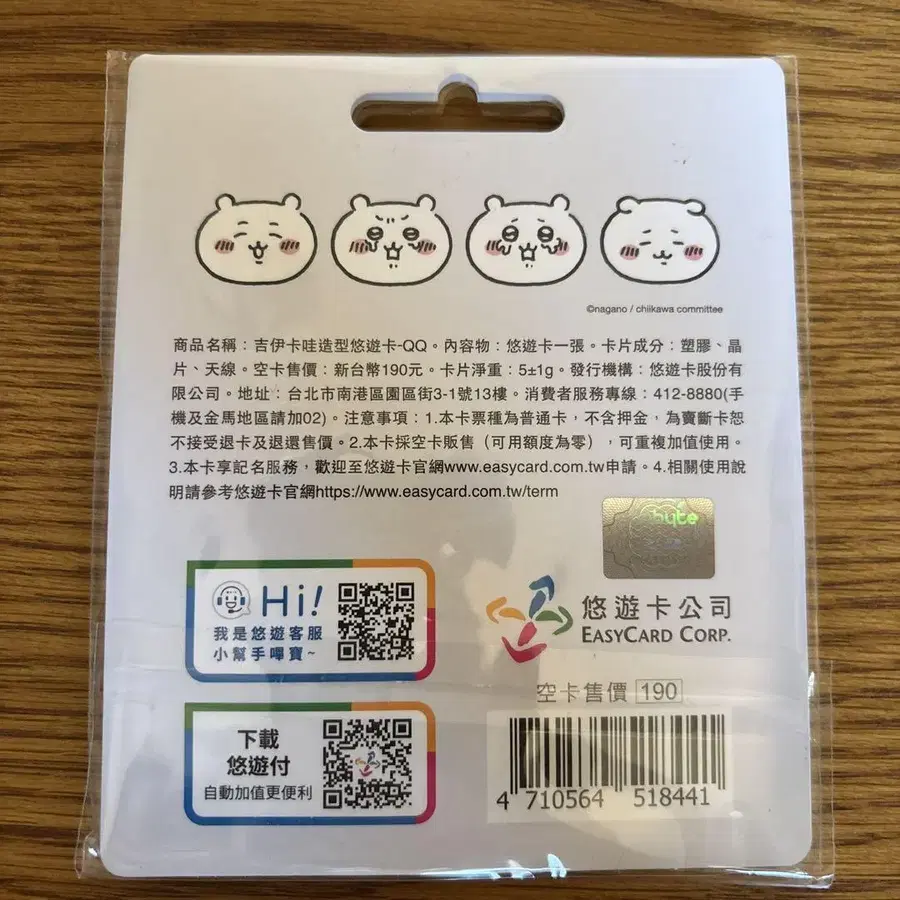 ©nagano / chiikawa committee
商品名稱：吉伊卡哇造型悠遊卡-QQ。內容物：悠遊卡一張。卡片成分：塑膠、晶
片、天線。空卡售價：新台幣190元。卡片淨重：5±1g。發行機構：悠遊卡股份有
限公司。地址：台北市南港區園區街3-1號13樓。消費者服務專線：412-8880(手
機及金馬地區請加02)。注意事項：1.本卡票種為普通卡，不含押金，為賣斷卡恕
不接受退卡及退還售價。2.本卡採空卡販售（可用額度為零），可重複加值使用。
3.本卡享記名服務，歡迎至悠遊卡官網www.easycard.com.tw申請。4.相關使用說
明請參考悠遊卡官網https://www.easycard.com.tw/term
Hi!
我是悠遊客服
小幫手嗶寶~
悠遊卡公司
EASYCARD CORP.
空卡售價 190
下載
悠遊付
自動加值更便利
4 710564 518441